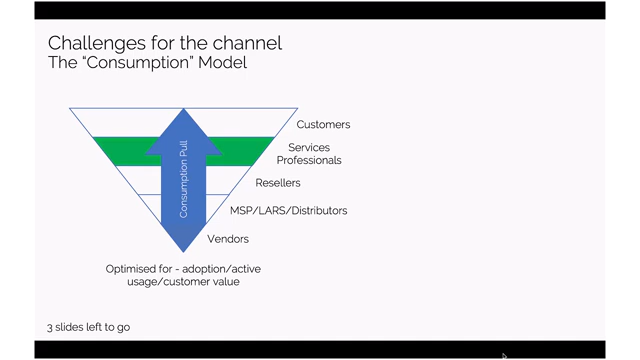 Challenges for the channel
The “Consumption” Model
Customers
Services
Professionals
Consumption Pull
Resellers
MSP/LARS/Distributors
Vendors
Optimised for - adoption/active
usage/customer value
3 slides left to go